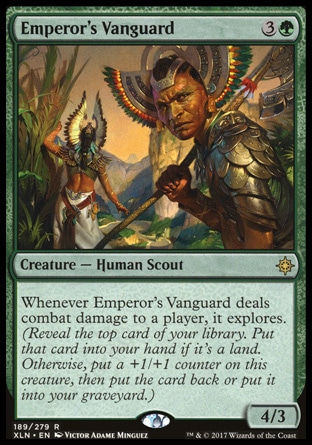 Emperor's Vanguard 3
Creature — Human Scout
Whenever Emperor's Vanguard deals
combat damage to a player, it explores.
(Reveal the top card of your library. Put
that card into your hand if it's a land.
Otherwise, put a +1/+1 counter on this
creature, then put the card back or put it
into your graveyard.)
189/279 R
XLN • EN Victor Adame Minguez
™ & © 2017 Wizards of the Coast
4/3